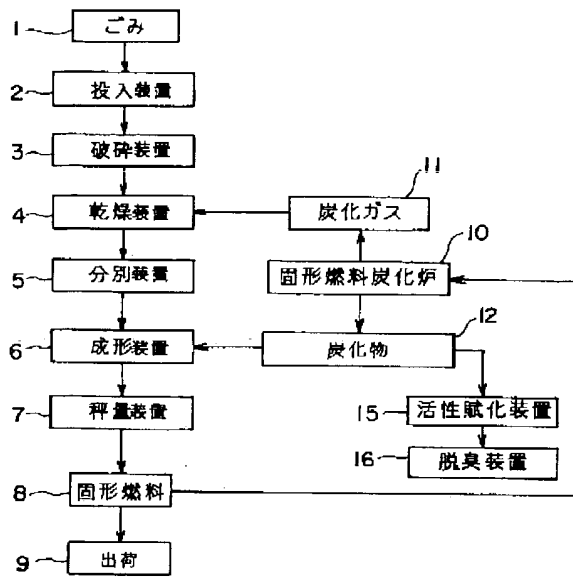 1
ごみ
2
投入装置
3
破砕装置
4
乾燥装置
11
炭化ガス
5
分別装置
10
固形燃料炭化炉
6
成形装置
12
炭化物
7
秤量装置
15
活性賦化装置
16
脱臭装置
8
固形燃料
9
出荷